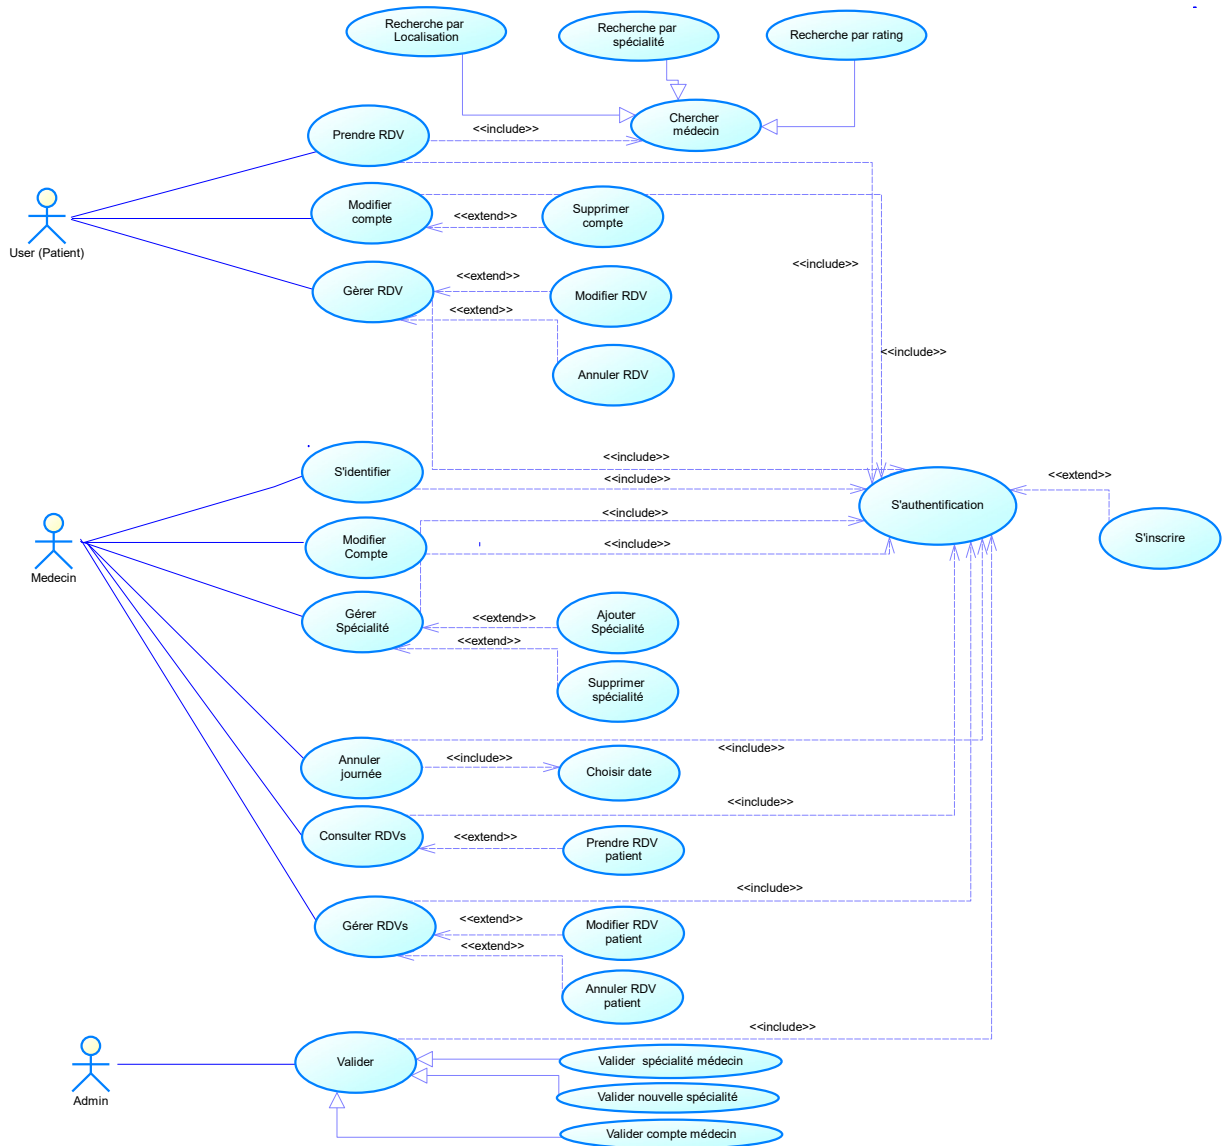 Recherche par
Localisation
Recherche par
spécialité
Recherche par rating
Chercher
médecin
Prendre RDV
<<include>>
User (Patient)
Modifier
compte
<<extend>>
Supprimer
compte
<<include>>
Gèrer RDV
<<extend>>
Modifier RDV
<<extend>>
Annuler RDV
<<include>>
S'identifier
<<include>>
<<include>>
S'authentification
<<extend>>
S'inscrire
Medecin
Modifier
Compte
<<include>>
<<include>>
Gérer
Spécialité
<<extend>>
Ajouter
Spécialité
<<extend>>
Supprimer
spécialité
Annuler
journée
<<include>>
<<include>>
Choisir date
Consulter RDVs
<<include>>
<<extend>>
Prendre RDV
patient
Gérer RDVs
<<include>>
<<extend>>
Modifier RDV
patient
<<extend>>
Annuler RDV
patient
Admin
Valider
<<include>>
Valider  spécialité médecin
Valider nouvelle spécialité
Valider compte médecin